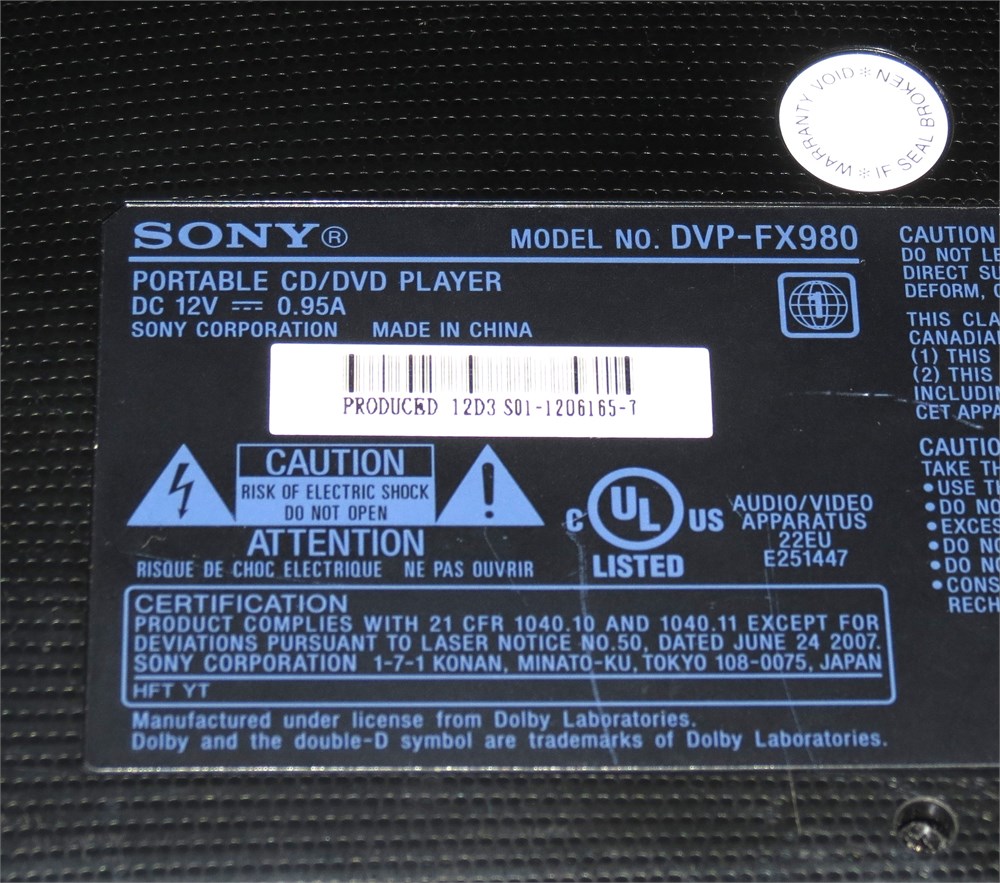 WARRANTY VOID * IF SEAL BROKEN *
SONY®
MODEL NO. DVP-FX980
PORTABLE CD/DVD PLAYER
DC 12V ⎓ 0.95A
SONY CORPORATION MADE IN CHINA
1
PRODUCED 12D3 S01-1206165-7
CAUTION
RISK OF ELECTRIC SHOCK
DO NOT OPEN
ATTENTION
RISQUE DE CHOC ELECTRIQUE NE PAS OUVRIR
C UL US
LISTED
AUDIO/VIDEO
APPARATUS
22EU
E251447
CERTIFICATION
PRODUCT COMPLIES WITH 21 CFR 1040.10 AND 1040.11 EXCEPT FOR
DEVIATIONS PURSUANT TO LASER NOTICE NO.50, DATED JUNE 24 2007.
SONY CORPORATION 1-7-1 KONAN, MINATO-KU, TOKYO 108-0075, JAPAN
HFT YT
Manufactured under license from Dolby Laboratories.
Dolby and the double-D symbol are trademarks of Dolby Laboratories.
CAUTION
DO NOT
DIRECT
DEFORM,
THIS
CANADIAN
(1) THIS
(2) THIS
INCLUDIN
CET APPA
CAUTIO
TAKE TH
• USE
• DO NO
• EXCES
• DO NO
• DO NO
• CONS
RECH